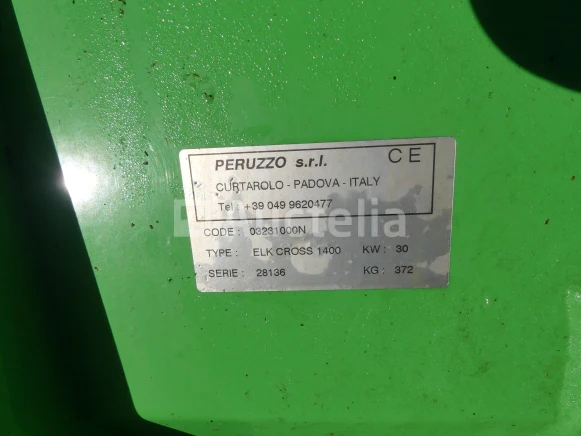 PERUZZO s.r.l. CE
CURTAROLO - PADOVA - ITALY
Tel : +39 049 9620477
Auctelia
CODE : 03231000N
TYPE : ELK CROSS 1400 KW : 30
SERIE : 28136 KG : 372